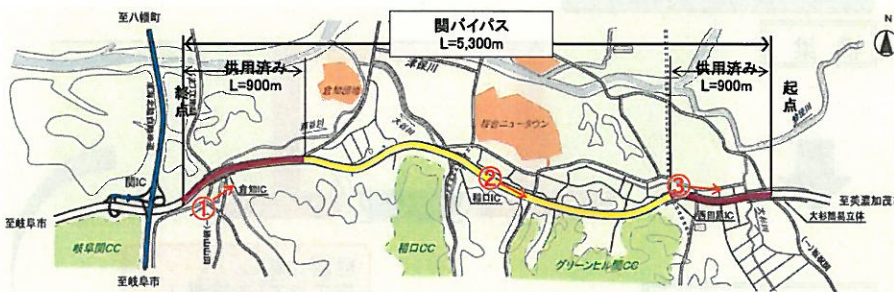 至八幡町
関バイパス
L=5,300m
N
供用済み
L=900m
供用済み
L=900m
終点
起点
津保川
倉知団地
桜台ニュータウン
関IC
①
倉知IC
②
稲口IC
③
西田原IC
至美濃加茂
大杉簡易立体
至岐阜市
岐阜関CC
稲口CC
グリーンヒル関CC
大杉川
至岐阜市